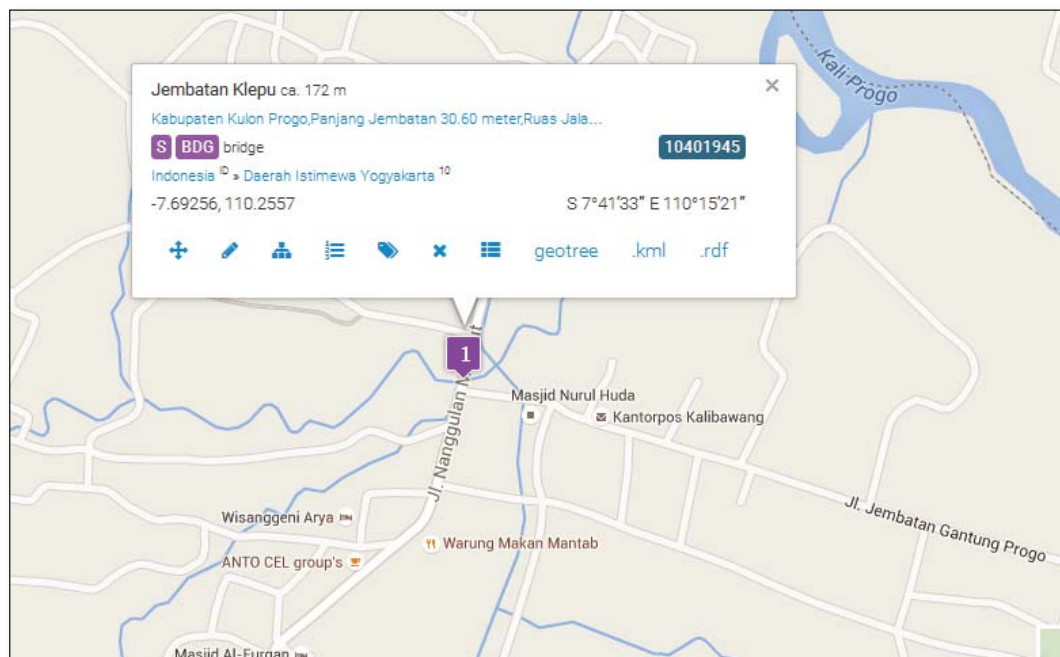 Kali Progo
Jembatan Klepu ca. 172 m
×
Kabupaten Kulon Progo,Panjang Jembatan 30.60 meter,Ruas Jala...
S BDG bridge
10401945
Indonesia ID » Daerah Istimewa Yogyakarta 10
-7.69256, 110.2557
S 7°41'33" E 110°15'21"
geotree .kml .rdf
1
Jl. Nanggulan
Masjid Nurul Huda
Kantorpos Kalibawang
Jl. Jembatan Gantung Progo
Wisanggeni Arya
Warung Makan Mantab
ANTO CEL group's
Masjid Al-Furqan